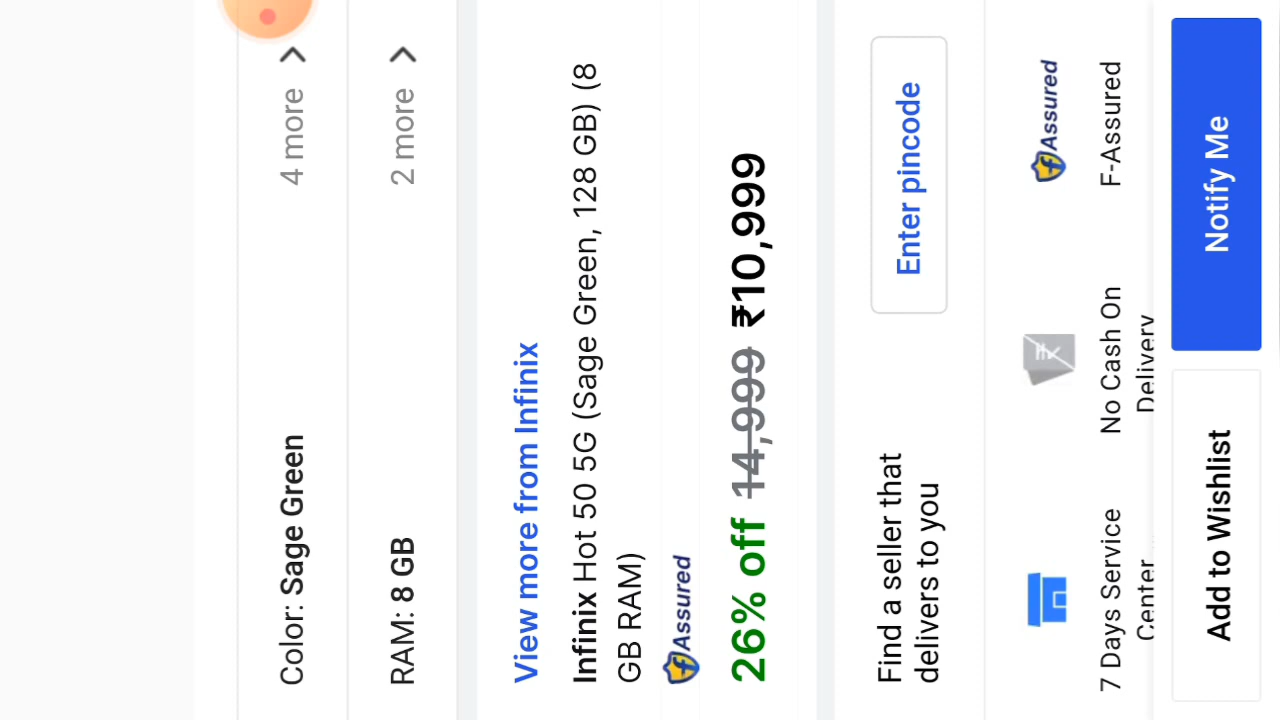 Color: Sage Green 4 more
RAM: 8 GB 2 more
View more from Infinix
Infinix Hot 50 5G (Sage Green, 128 GB) (8
GB RAM)
Assured
26% off 14,999 ₹10,999
Find a seller that
delivers to you
Enter pincode
Assured
7 Days Service
Center
No Cash On
Delivery
F-Assured
Add to Wishlist
Notify Me